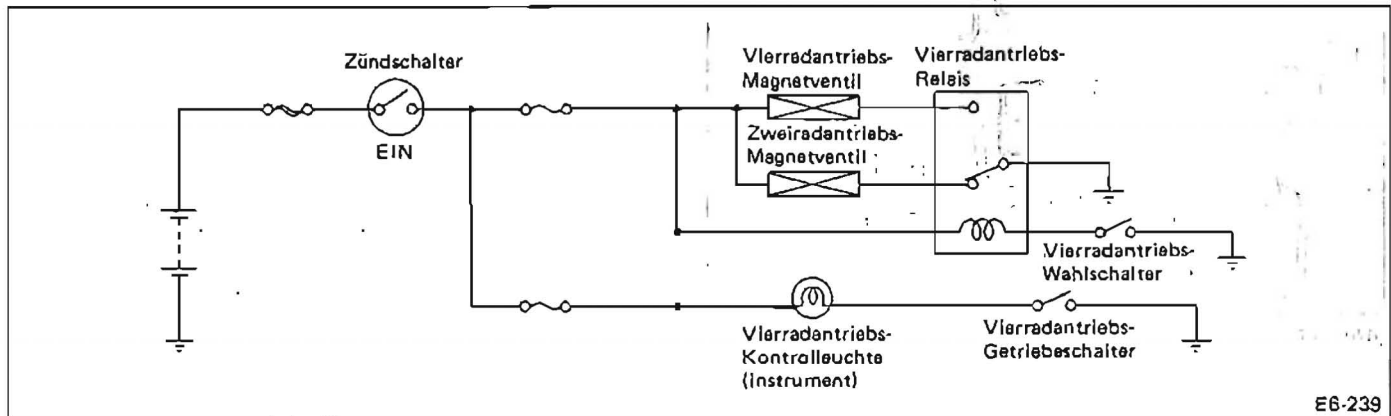 Zündschalter
EIN
Vierradantriebs-
Magnetventil
Vierradantriebs-
Relais
Zweiradantriebs-
Magnetventil
Vierradantriebs-
Wahlschalter
Vierradantriebs-
Kontrolleuchte
(Instrument)
Vierradantriebs-
Getriebeschalter
E6-239